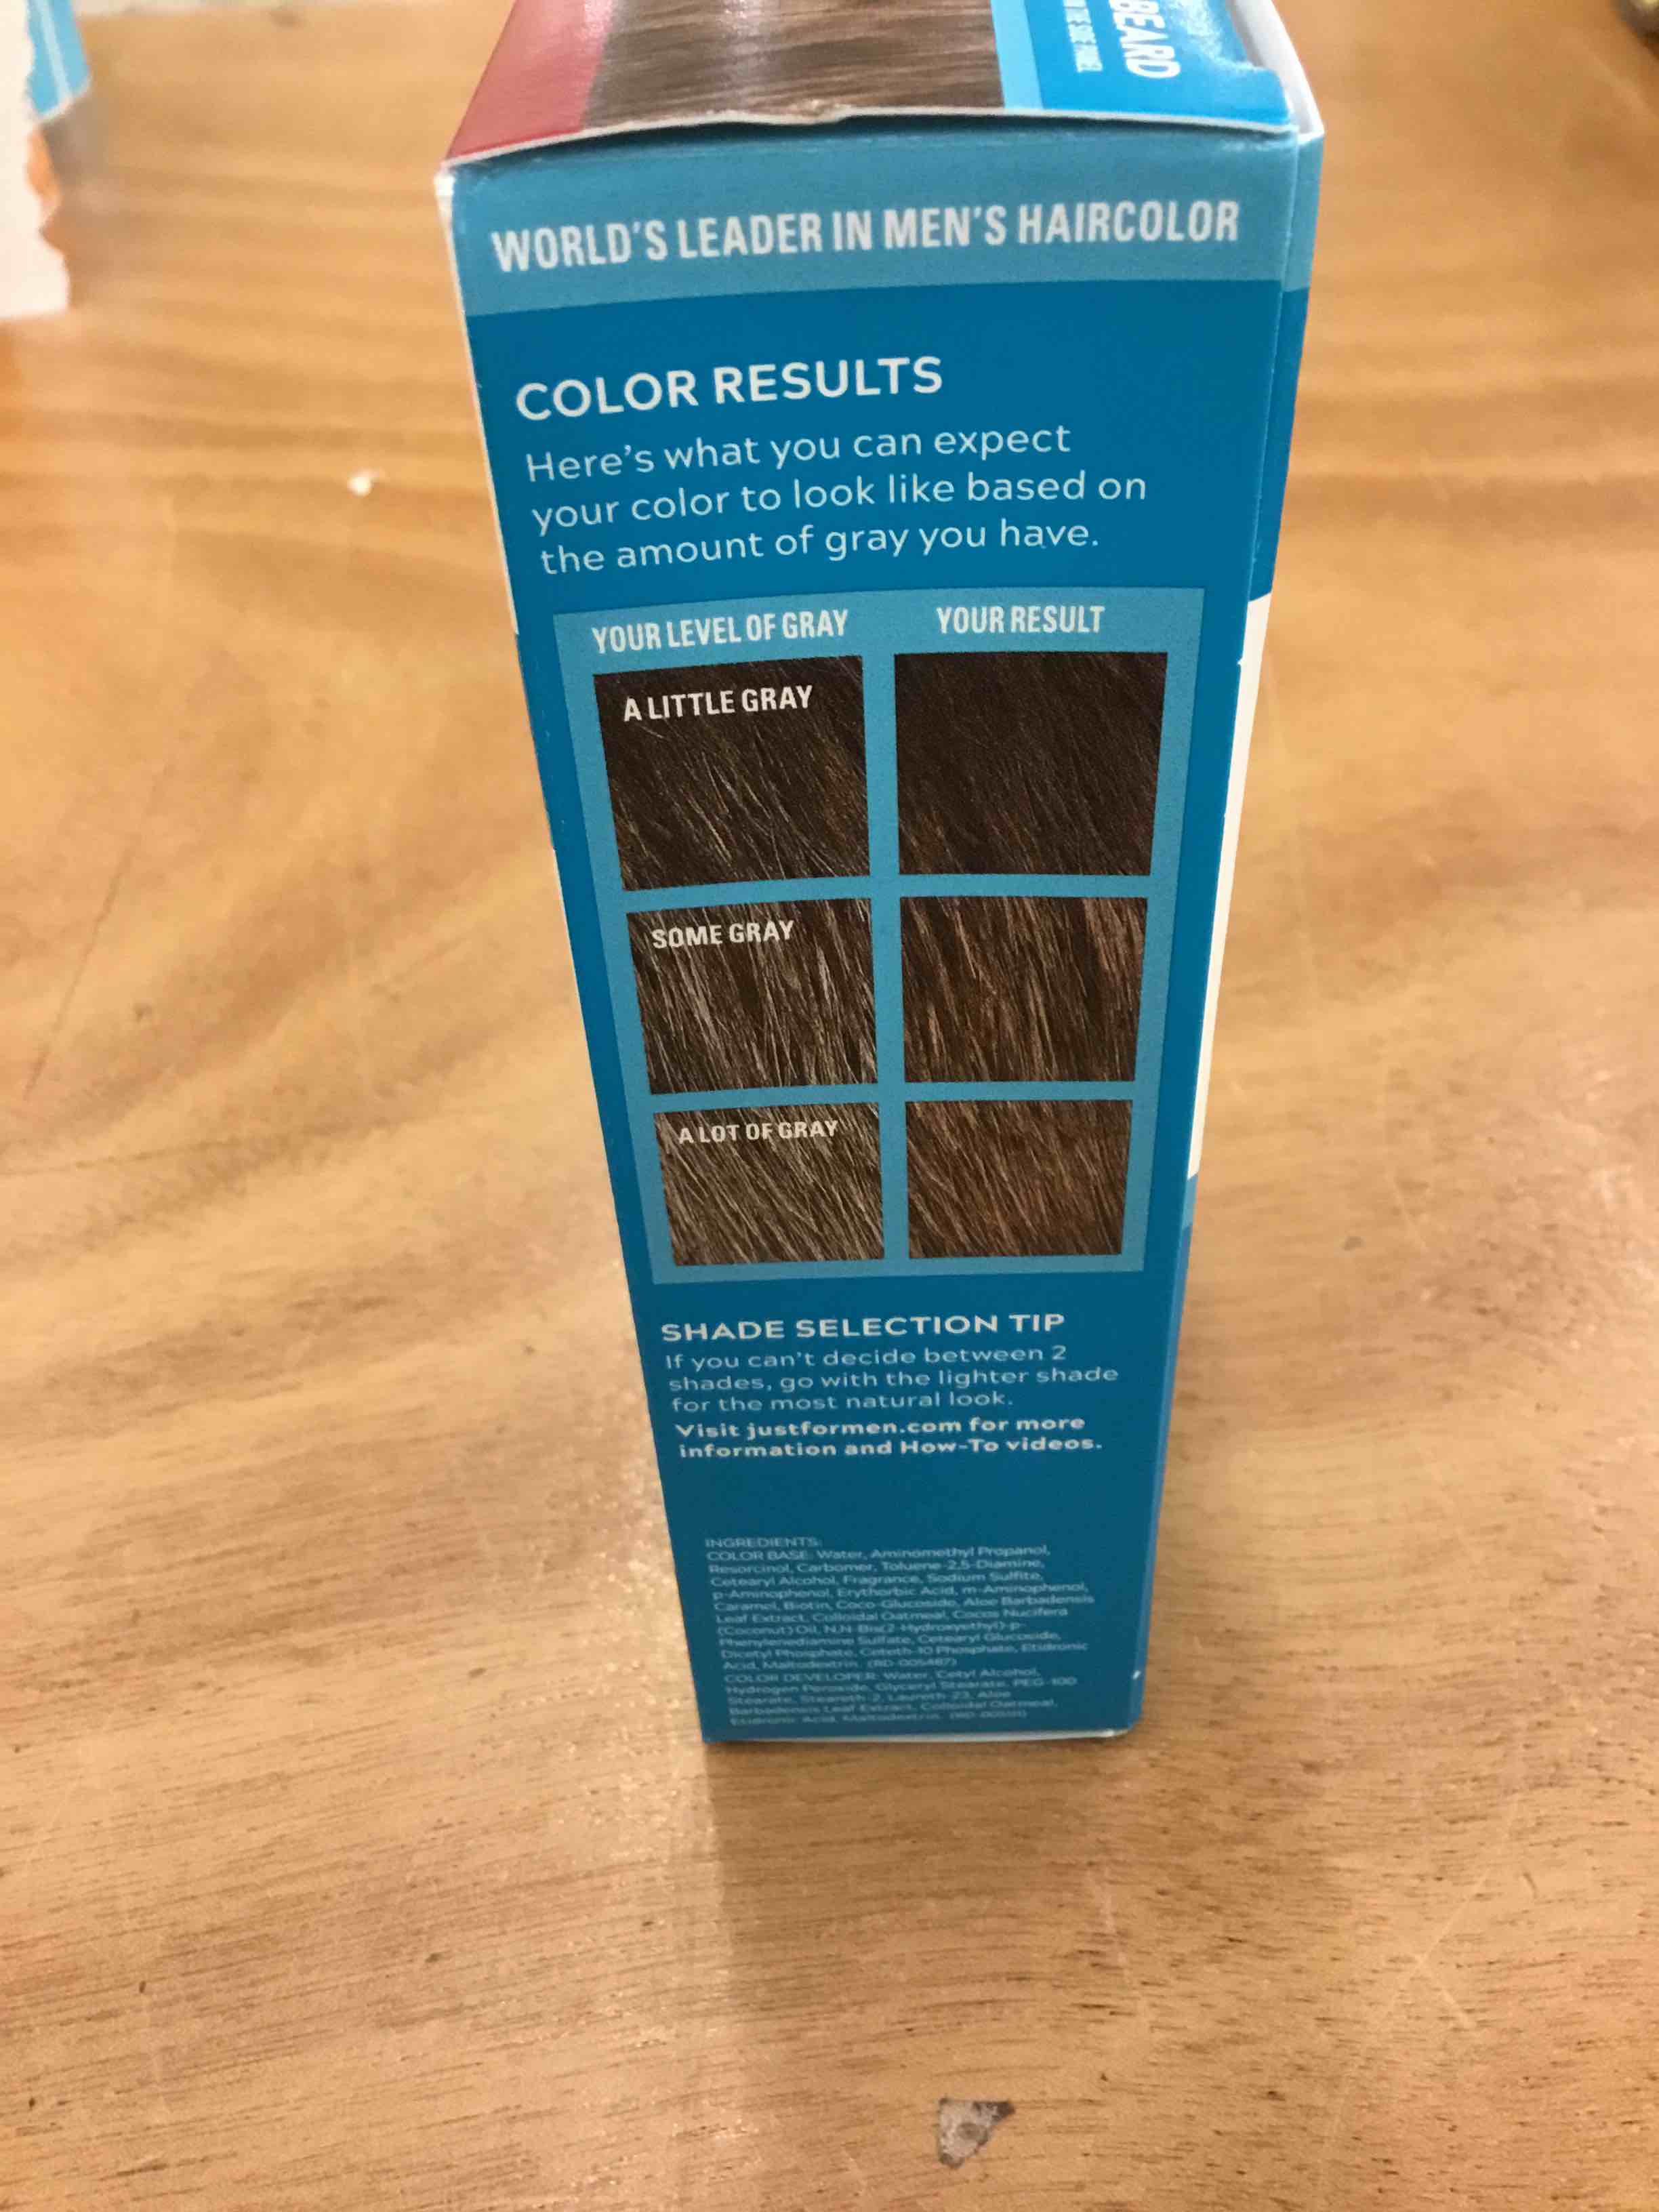 BEARD
WORLD'S LEADER IN MEN'S HAIRCOLOR
COLOR RESULTS
Here's what you can expect
your color to look like based on
the amount of gray you have.
YOUR LEVEL OF GRAY
YOUR RESULT
A LITTLE GRAY
SOME GRAY
A LOT OF GRAY
SHADE SELECTION TIP
If you can't decide between 2
shades, go with the lighter shade
for the most natural look.
Visit justformen.com for more
information and How-To videos.
INGREDIENTS:
COLOR BASE: Water, Aminomethyl Propanol,
Resorcinol, Carbomer, Toluene-2,5-Diamine,
Cetearyl Alcohol, Fragrance, Sodium Sulfite,
p-Aminophenol, Erythorbic Acid, m-Aminophenol,
Caramel, Biotin, Coco-Glucoside, Aloe Barbadensis
Leaf Extract, Colloidal Oatmeal, Cocos Nucifera
(Coconut) Oil, N,N-Bis(2-Hydroxyethyl)-p-
Phenylenediamine Sulfate, Cetearyl Glucoside,
Dicetyl Phosphate, Ceteth-10 Phosphate, Etidronic
Acid, Maltodextrin.
COLOR DEVELOPER: Water, Cetyl Alcohol,
Hydrogen Peroxide, Glyceryl Stearate, PEG-100
Stearate, Steareth-2, Laureth-23, Aloe
Barbadensis Leaf Extract, Colloidal Oatmeal,
Etidronic Acid, Maltodextrin.